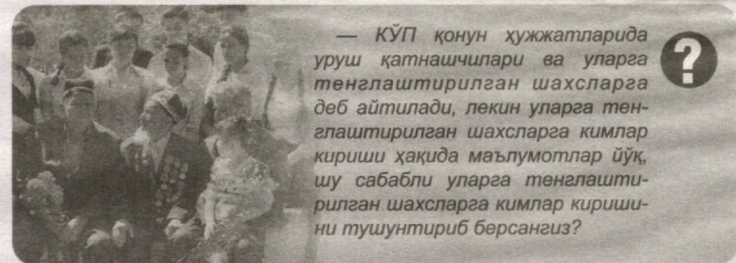 — КЎП қонун ҳужжатларида
уруш қатнашчилари ва уларга
тенглаштирилган шахсларга
деб айтилади, лекин уларга тен-
глаштирилган шахсларга кимлар
кириши ҳақида маълумотлар йўқ,
шу сабабли уларга тенглашти-
рилган шахсларга кимлар кириши-
ни тушунтириб берсангиз?
?